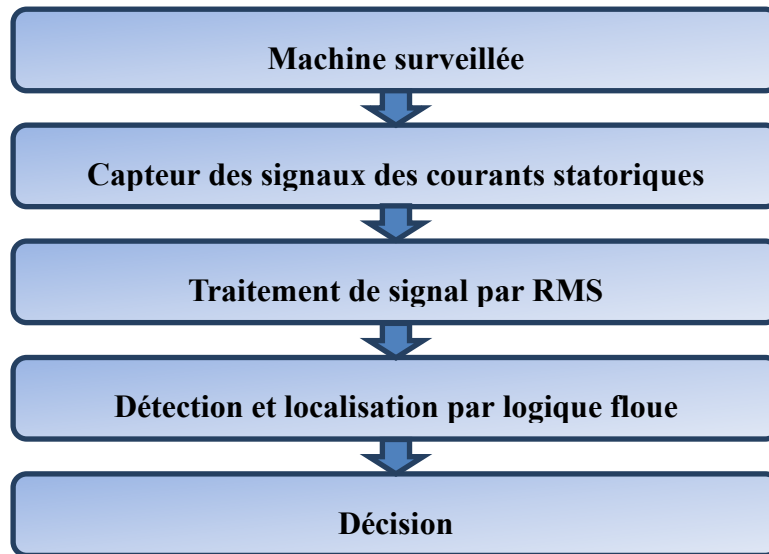 Machine surveillée
Capteur des signaux des courants statoriques
Traitement de signal par RMS
Détection et localisation par logique floue
Décision